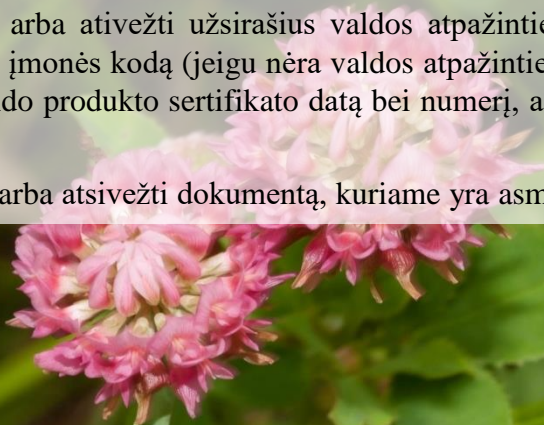 arba ativežti užsirašius valdos atpažintie
įmonės kodą (jeigu nėra valdos atpažintie
do produkto sertifikato datą bei numerį, a
arba atsivežti dokumentą, kuriame yra asm